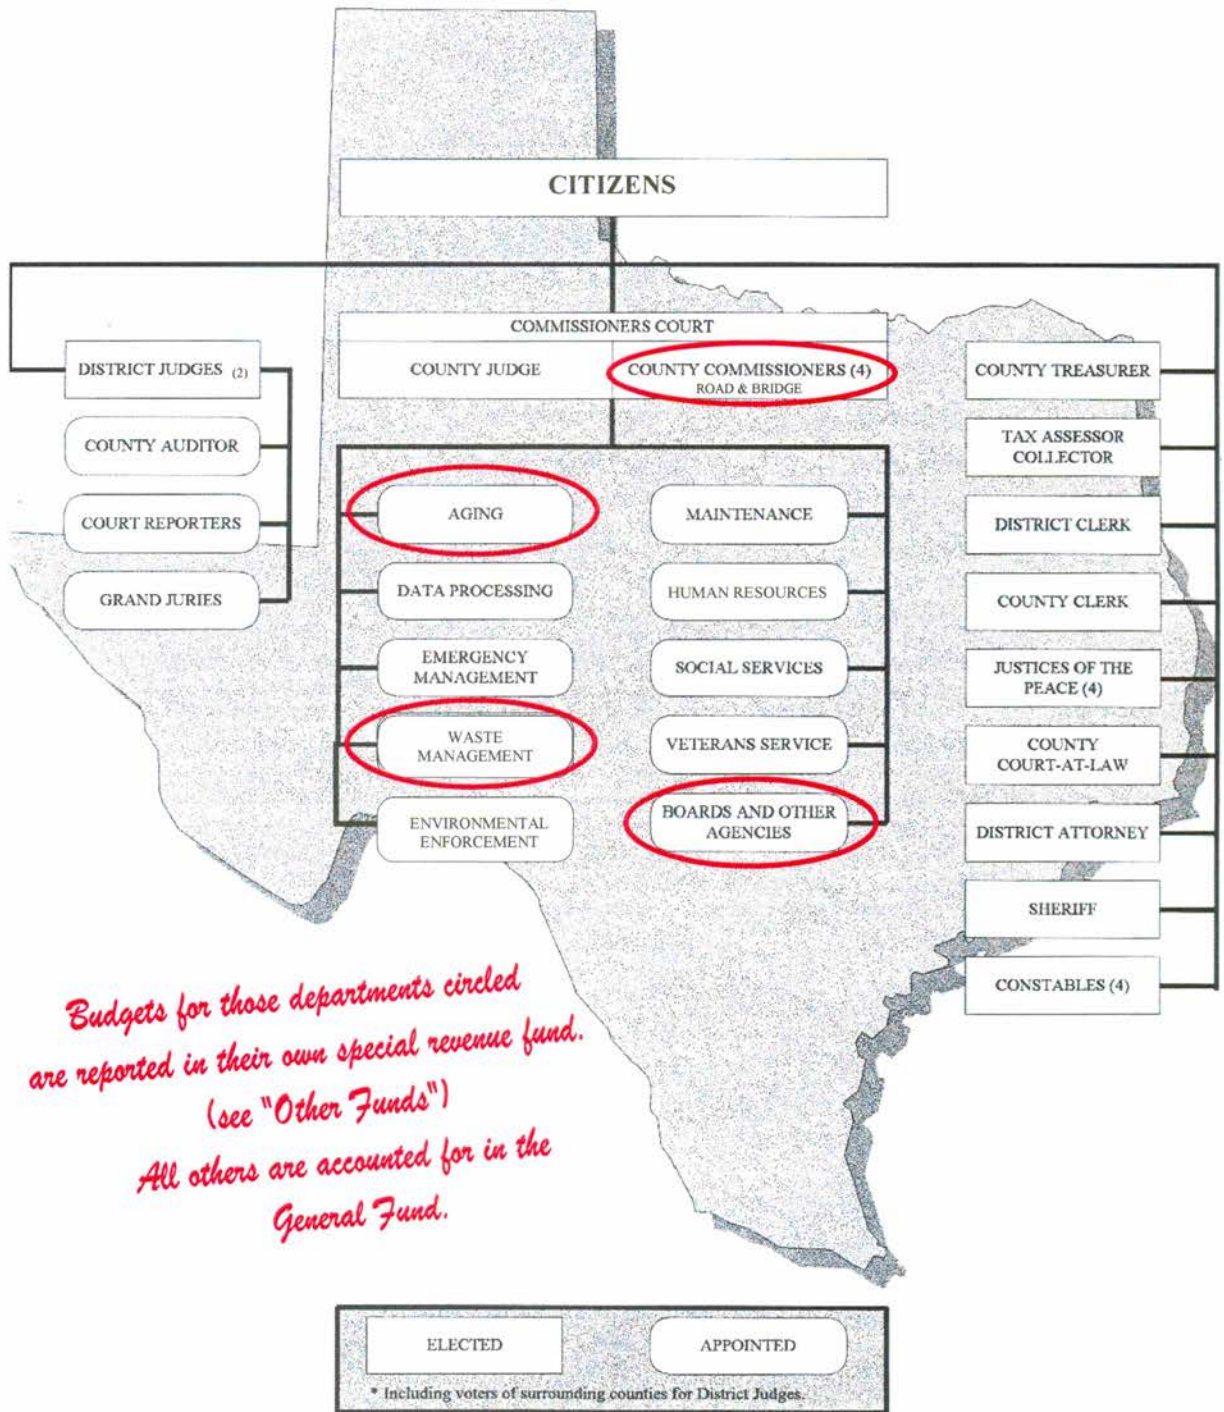 CITIZENS
COMMISSIONERS COURT
COUNTY JUDGE
COUNTY COMMISSIONERS (4)
ROAD & BRIDGE
DISTRICT JUDGES (2)
COUNTY AUDITOR
COURT REPORTERS
GRAND JURIES
AGING
DATA PROCESSING
EMERGENCY
MANAGEMENT
WASTE
MANAGEMENT
ENVIRONMENTAL
ENFORCEMENT
MAINTENANCE
HUMAN RESOURCES
SOCIAL SERVICES
VETERANS SERVICE
BOARDS AND OTHER
AGENCIES
COUNTY TREASURER
TAX ASSESSOR
COLLECTOR
DISTRICT CLERK
COUNTY CLERK
JUSTICES OF THE
PEACE (4)
COUNTY
COURT-AT-LAW
DISTRICT ATTORNEY
SHERIFF
CONSTABLES (4)
Budgets for those departments circled
are reported in their own special revenue fund.
(see "Other Funds")
All others are accounted for in the
General Fund.
ELECTED
APPOINTED
* Including voters of surrounding counties for District Judges.